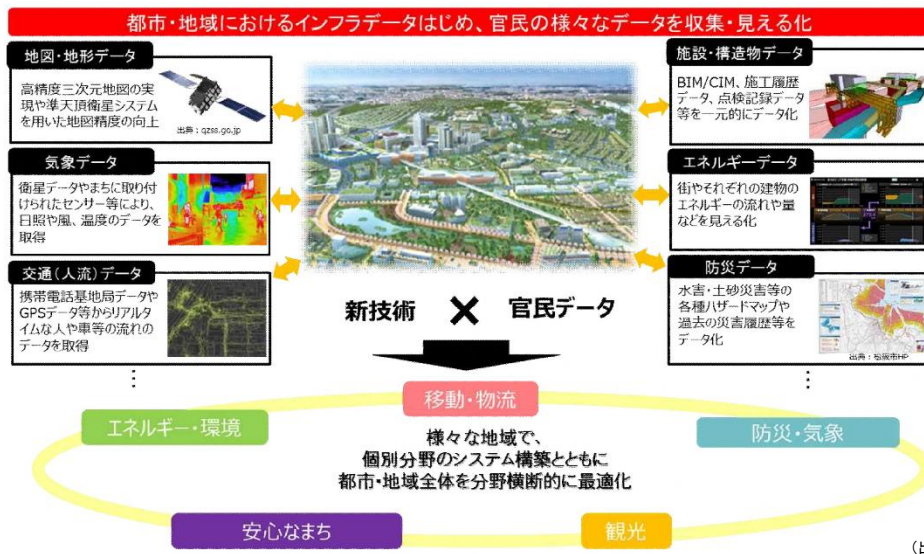 都市・地域におけるインフラデータはじめ、官民の様々なデータを収集・見える化
地図・地形データ
高精度三次元地図の実
現や準天頂衛星システム
を用いた地図精度の向上
出典：qzss.go.jp
気象データ
衛星データやまちに取り付
けられたセンサー等により、
日照や風、温度のデータを
取得
交通（人流）データ
携帯電話基地局データや
GPSデータ等からリアルタ
イムな人や車等の流れの
データを取得
⋮
施設・構造物データ
BIM/CIM、施工履歴
データ、点検記録データ
等を一元的にデータ化
エネルギーデータ
街やそれぞれの建物の
エネルギーの流れや量
などを見える化
防災データ
水害・土砂災害等の
各種ハザードマップや
過去の災害履歴等を
データ化
出典：松阪市HP
⋮
新技術 × 官民データ
移動・物流
エネルギー・環境
防災・気象
様々な地域で、
個別分野のシステム構築とともに
都市・地域全体を分野横断的に最適化
安心なまち
観光